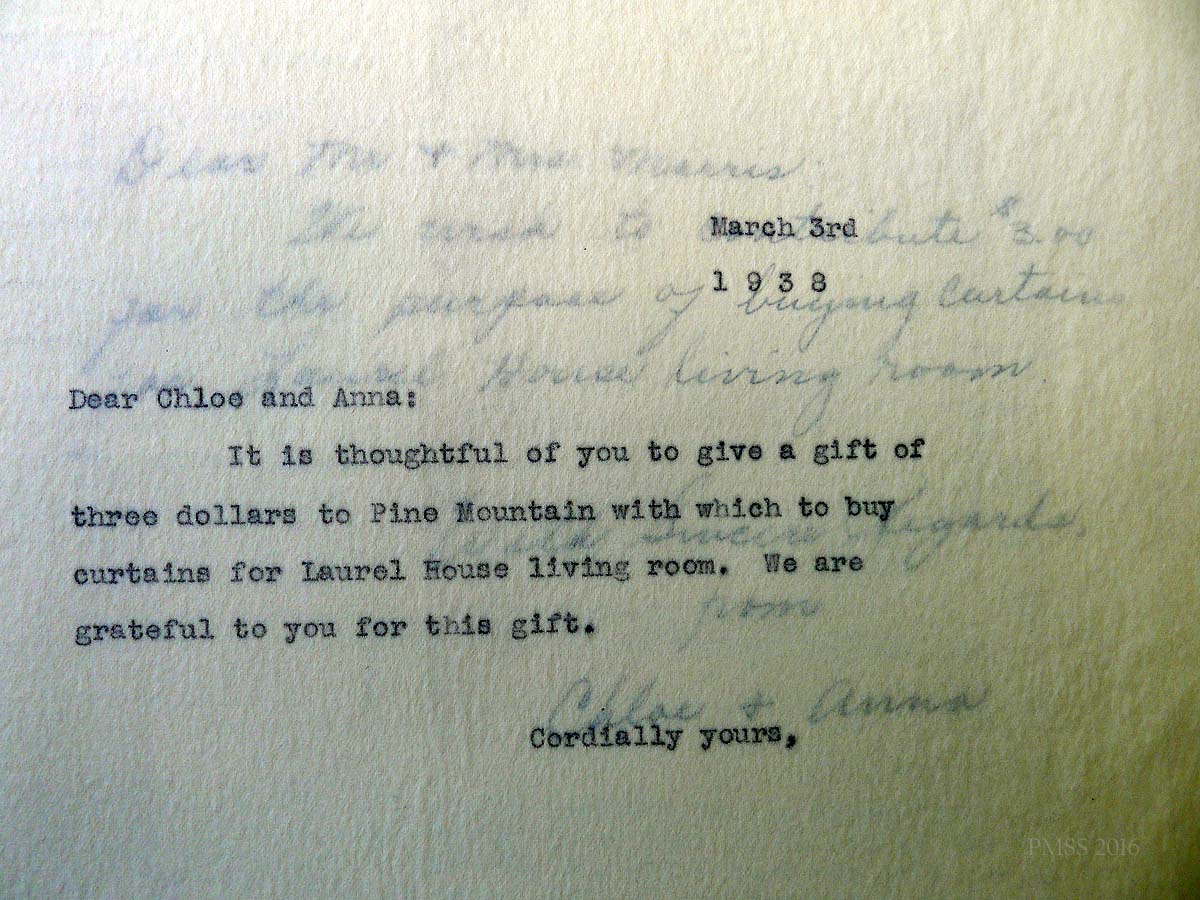 Dear Mr + Mrs Morris
We wish to contribute $3.00
for the purpose of buying Curtains
for Laurel House living room
With Sincere Regards,
from
Chloe + Anna
March 3rd
1938
Dear Chloe and Anna:
It is thoughtful of you to give a gift of
three dollars to Pine Mountain with which to buy
curtains for Laurel House living room. We are
grateful to you for this gift.
Cordially yours,
PMSS 2016